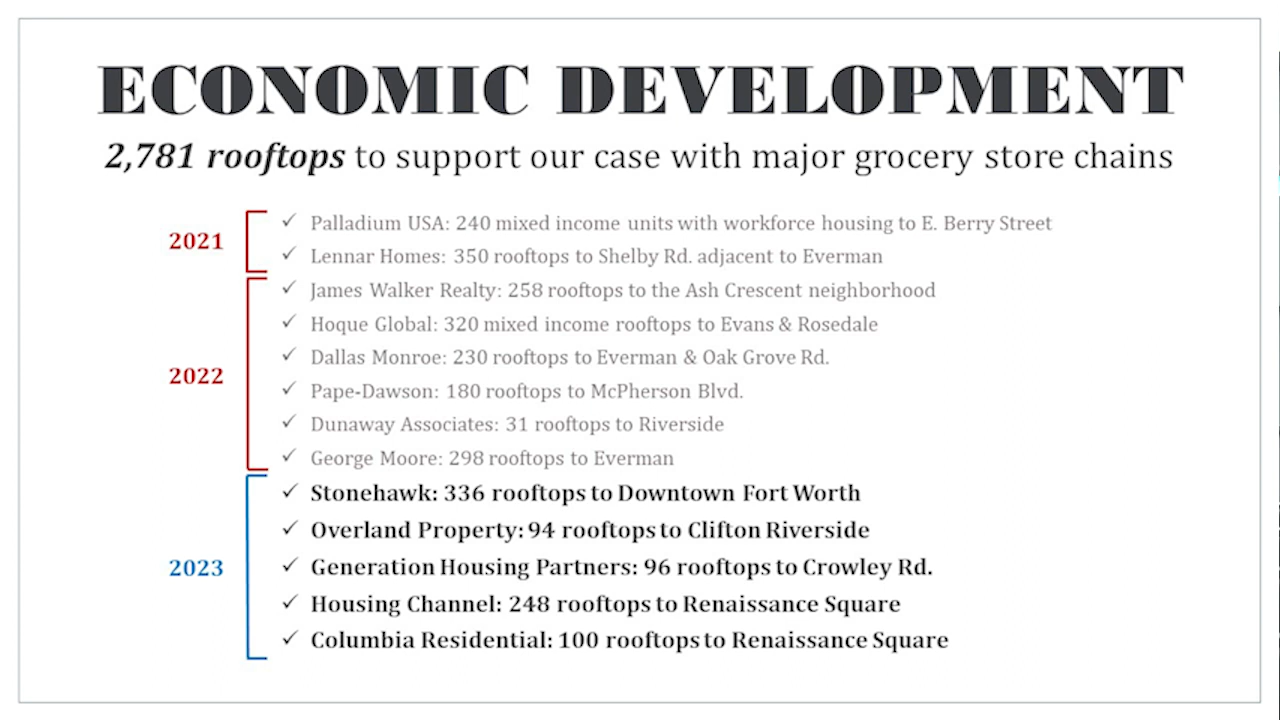 ECONOMIC DEVELOPMENT
2,781 rooftops to support our case with major grocery store chains
2021
✓ Palladium USA: 240 mixed income units with workforce housing to E. Berry Street
✓ Lennar Homes: 350 rooftops to Shelby Rd. adjacent to Everman
2022
✓ James Walker Realty: 258 rooftops to the Ash Crescent neighborhood
✓ Hoque Global: 320 mixed income rooftops to Evans & Rosedale
✓ Dallas Monroe: 230 rooftops to Everman & Oak Grove Rd.
✓ Pape-Dawson: 180 rooftops to McPherson Blvd.
✓ Dunaway Associates: 31 rooftops to Riverside
✓ George Moore: 298 rooftops to Everman
2023
✓ Stonehawk: 336 rooftops to Downtown Fort Worth
✓ Overland Property: 94 rooftops to Clifton Riverside
✓ Generation Housing Partners: 96 rooftops to Crowley Rd.
✓ Housing Channel: 248 rooftops to Renaissance Square
✓ Columbia Residential: 100 rooftops to Renaissance Square